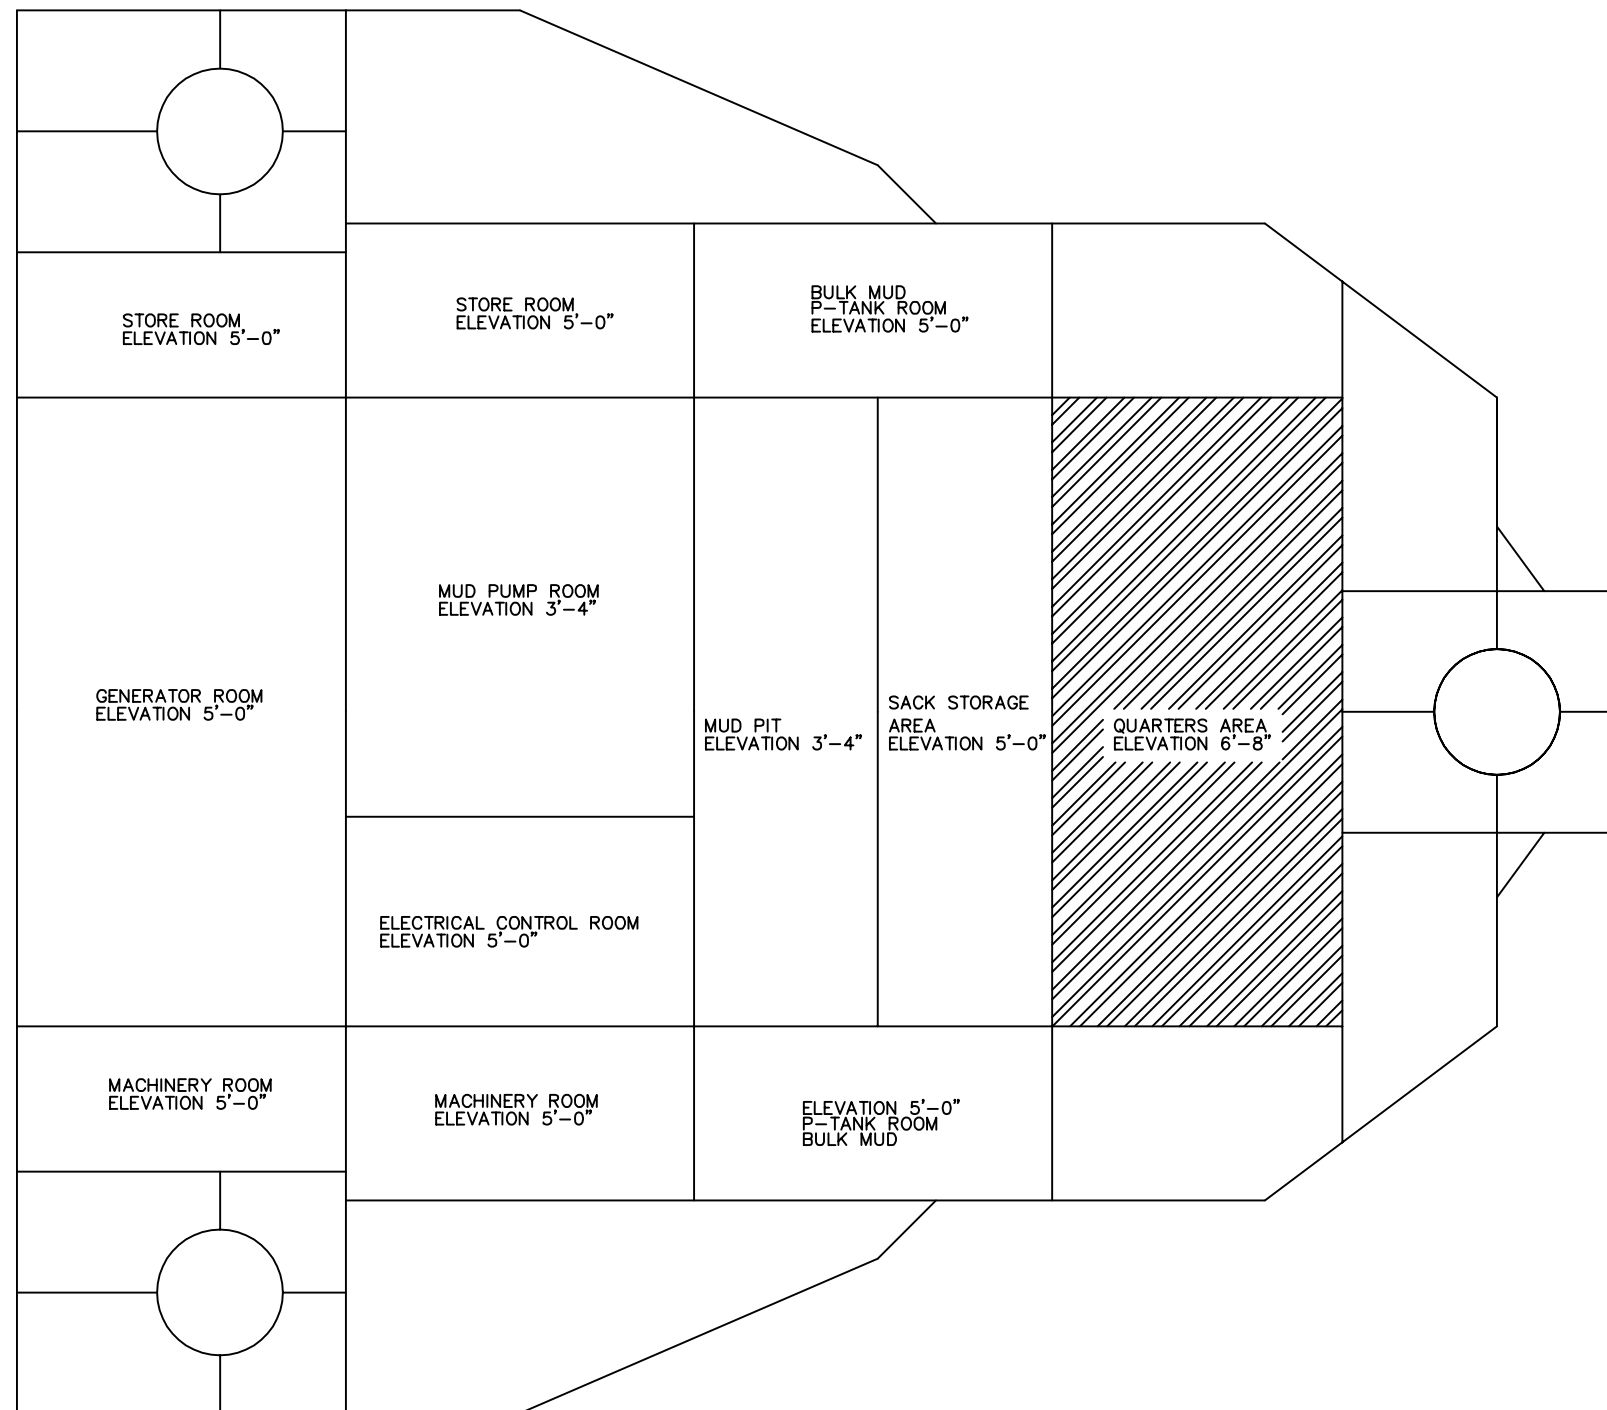 BULK MUD
P-TANK ROOM
ELEVATION 5'-0"
STORE ROOM
ELEVATION 5'-0"
STORE ROOM
ELEVATION 5'-0"
MUD PUMP ROOM
ELEVATION 3'-4"
GENERATOR ROOM
ELEVATION 5'-0"
MUD PIT
ELEVATION 3'-4"
SACK STORAGE
AREA
ELEVATION 5'-0"
QUARTERS AREA
ELEVATION 6'-8"
ELECTRICAL CONTROL ROOM
ELEVATION 5'-0"
MACHINERY ROOM
ELEVATION 5'-0"
MACHINERY ROOM
ELEVATION 5'-0"
ELEVATION 5'-0"
P-TANK ROOM
BULK MUD